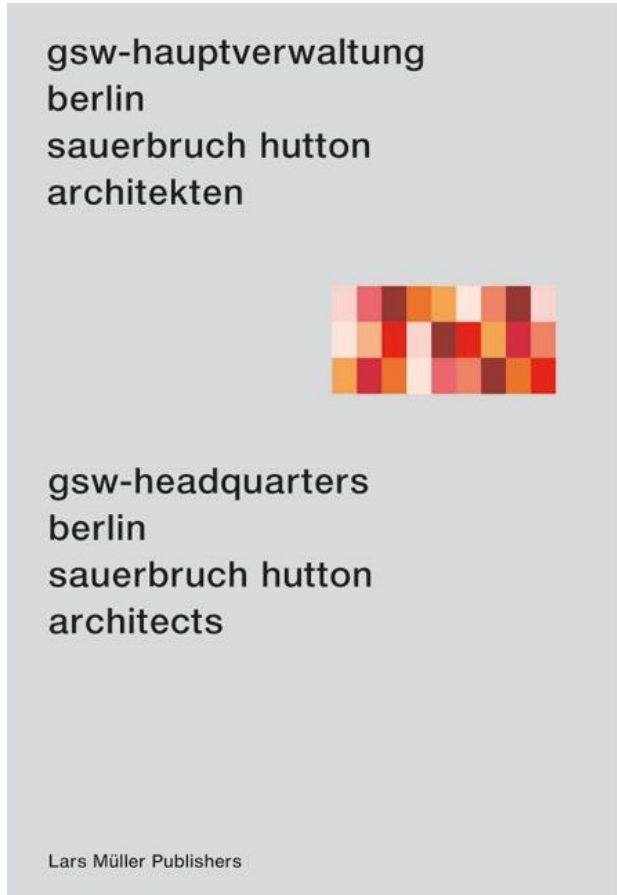 gsw-hauptverwaltung
berlin
sauerbruch hutton
architekten
gsw-headquarters
berlin
sauerbruch hutton
architects
Lars Müller Publishers